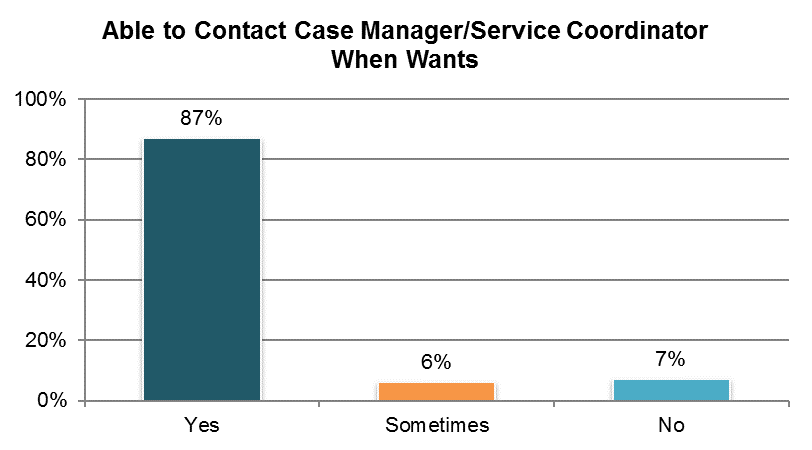 Able to Contact Case Manager/Service Coordinator
When Wants
100%
80%
60%
40%
20%
0%
87%
6%
7%
Yes
Sometimes
No